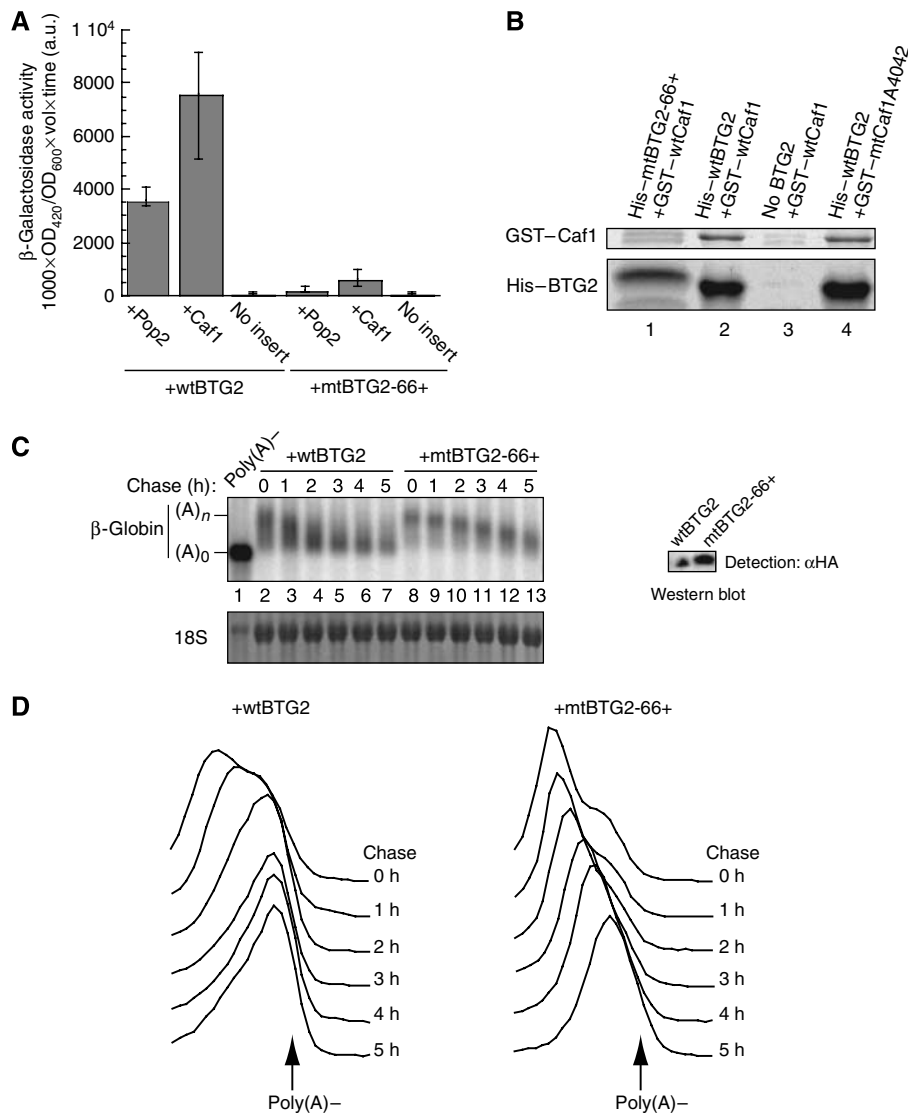 A
β-Galactosidase activity
1000×OD420/OD600×vol×time (a.u.)
1 10⁴
8000
6000
4000
2000
0
+Pop2
+Caf1
No insert
+Pop2
+Caf1
No insert
+wtBTG2
+mtBTG2-66+
B
His–mtBTG2-66+
+GST–wtCaf1
His–wtBTG2
+GST–wtCaf1
No BTG2
+GST–wtCaf1
His–wtBTG2
+GST–mtCaf1A4042
GST–Caf1
His–BTG2
1 2 3 4
C
Poly(A)–
+wtBTG2 +mtBTG2-66+
Chase (h): 0 1 2 3 4 5 0 1 2 3 4 5
β-Globin
(A)n
(A)0
1 2 3 4 5 6 7 8 9 10 11 12 13
18S
wtBTG2
mtBTG2-66+
Detection: αHA
Western blot
D
+wtBTG2
Chase
0 h
1 h
2 h
3 h
4 h
5 h
Poly(A)–
+mtBTG2-66+
Chase
0 h
1 h
2 h
3 h
4 h
5 h
Poly(A)–